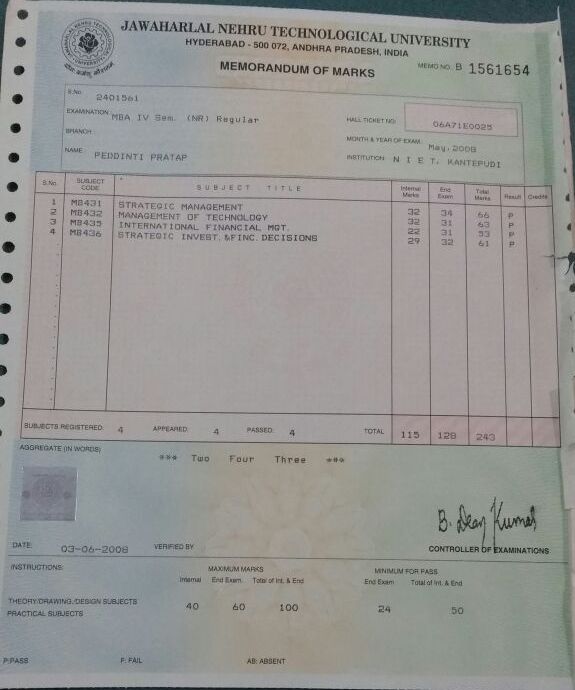 JAWAHARLAL NEHRU TECHNOLOGICAL UNIVERSITY
HYDERABAD - 500 072, ANDHRA PRADESH, INDIA
MEMORANDUM OF MARKS
MEMO NO. B 1561654
S.No. 2401561
EXAMINATION MBA IV Sem. (NR) Regular
HALL TICKET NO: 06A71E0025
BRANCH:
MONTH & YEAR OF EXAM. May, 2008
NAME PEDDINTI PRATAP
INSTITUTION: N I E T, KANTEPUDI
S.No. SUBJECT CODE SUBJECT TITLE Internal Marks End Exam Total Marks Result Credits
1 MB431 STRATEGIC MANAGEMENT 32 34 66 P
2 MB432 MANAGEMENT OF TECHNOLOGY 32 31 63 P
3 MB435 INTERNATIONAL FINANCIAL MGT. 22 31 53 P
4 MB436 STRATEGIC INVEST.&FINC.DECISIONS 29 32 61 P
SUBJECTS REGISTERED: 4 APPEARED: 4 PASSED: 4 TOTAL 115 128 243
AGGREGATE (IN WORDS)
*** Two Four Three ***
DATE: 03-06-2008 VERIFIED BY
CONTROLLER OF EXAMINATIONS
INSTRUCTIONS: MAXIMUM MARKS MINIMUM FOR PASS
Internal End Exam. Total of Int. & End End Exam Total of Int. & End
THEORY/DRAWING,/DESIGN SUBJECTS
PRACTICAL SUBJECTS 40 60 100 24 50
P:PASS F: FAIL AB: ABSENT